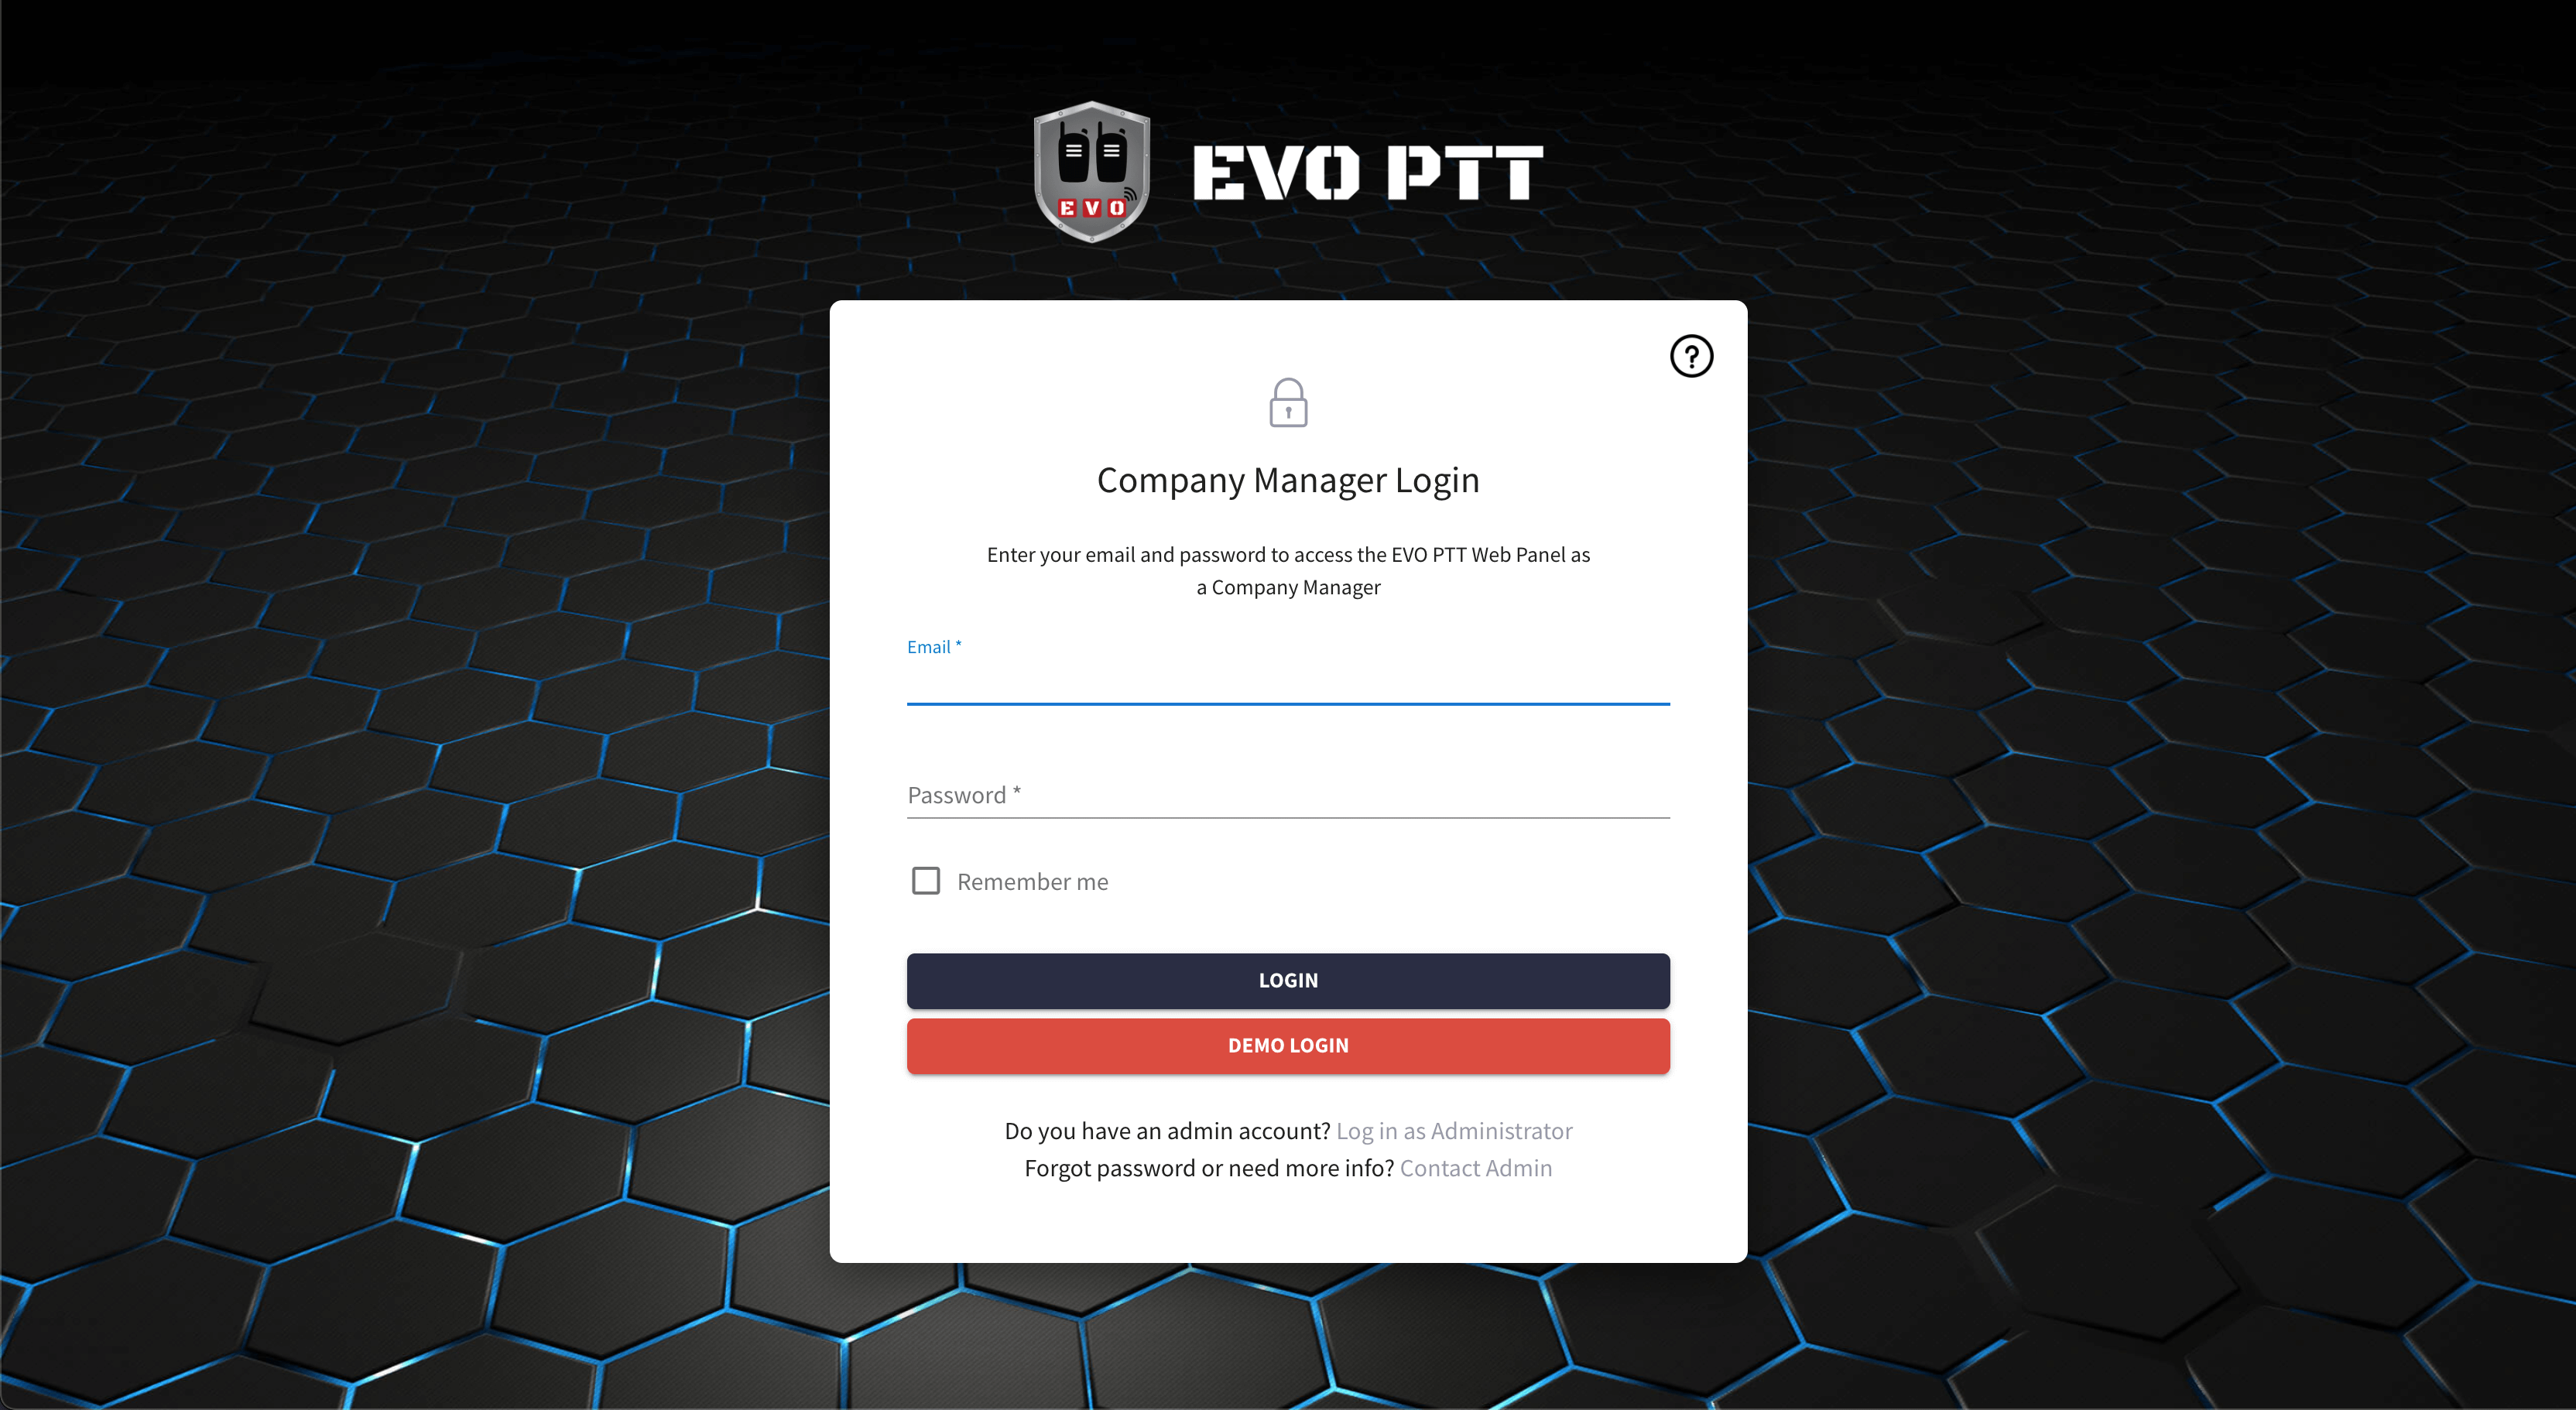 EVO
EVO PTT
?
Company Manager Login
Enter your email and password to access the EVO PTT Web Panel as
a Company Manager
Email *
Password *
Remember me
LOGIN
DEMO LOGIN
Do you have an admin account? Log in as Administrator
Forgot password or need more info? Contact Admin